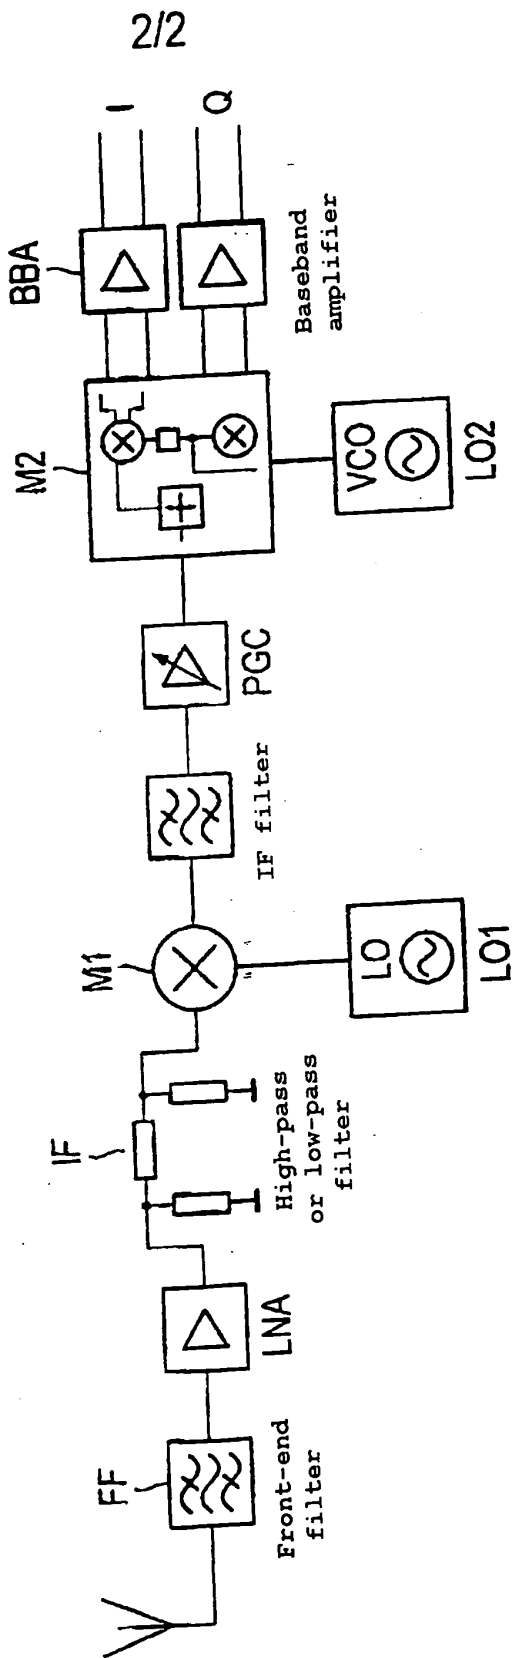 2/2
FF
Front-end
filter
LNA
IF
High-pass
or low-pass
filter
M1
LO
LO1
IF filter
PGC
M2
VCO
LO2
BBA
Baseband
amplifier
I
Q